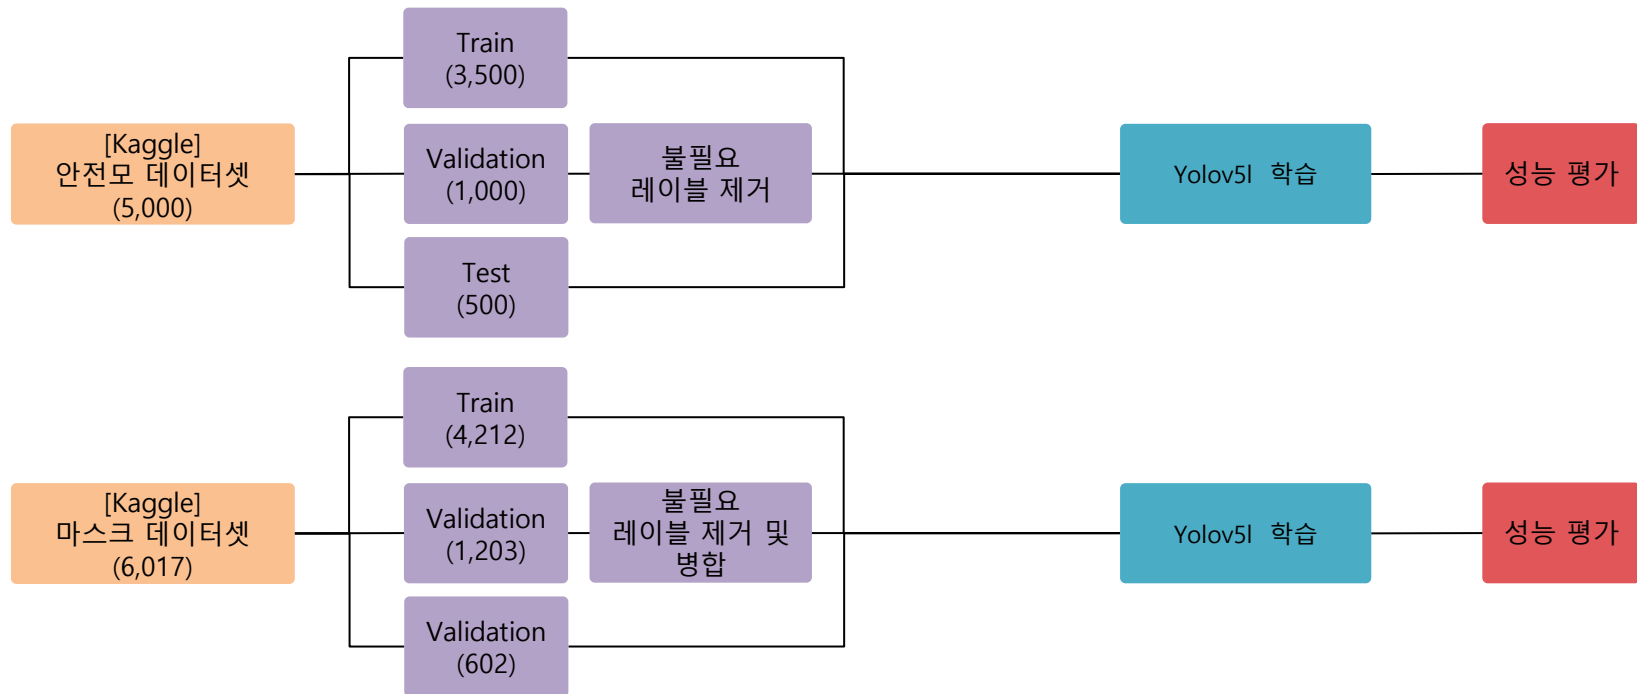 [Kaggle]
안전모 데이터셋
(5,000)
Train
(3,500)
Validation
(1,000)
Test
(500)
불필요
레이블 제거
Yolov5l 학습
성능 평가
[Kaggle]
마스크 데이터셋
(6,017)
Train
(4,212)
Validation
(1,203)
Validation
(602)
불필요
레이블 제거 및
병합
Yolov5l 학습
성능 평가